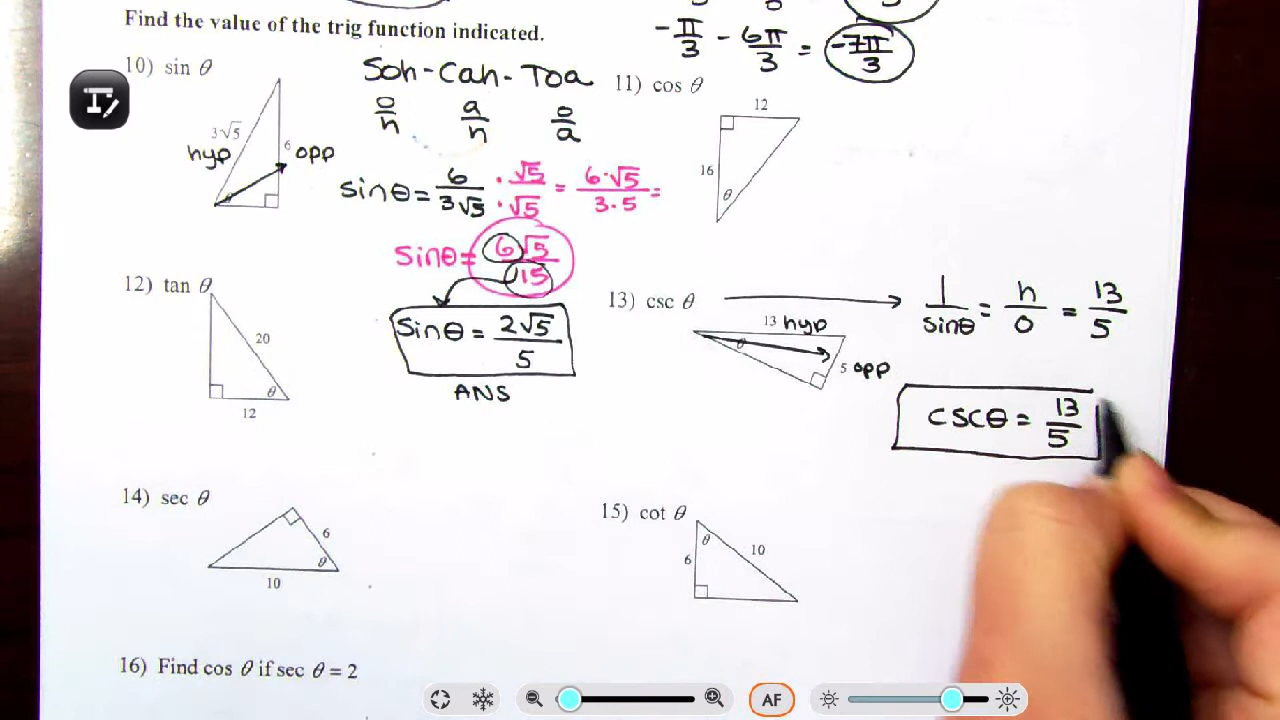 Find the value of the trig function indicated.
-π/3 - 6π/3 = -7π/3
10) sin θ
Soh-Cah-Toa
o/h a/h o/a
3√5
hyp
6 opp
θ
sinθ = 6/3√5 · √5/√5 = 6·√5/3·5 =
sinθ = 6√5/15
Sinθ = 2√5/5
ANS
11) cos θ
12
16
θ
12) tan θ
20
θ
12
13) csc θ
1/sinθ = h/o = 13/5
13 hyp
θ
5 opp
cscθ = 13/5
14) sec θ
6
θ
10
15) cot θ
θ
6
10
16) Find cos θ if sec θ = 2
AF